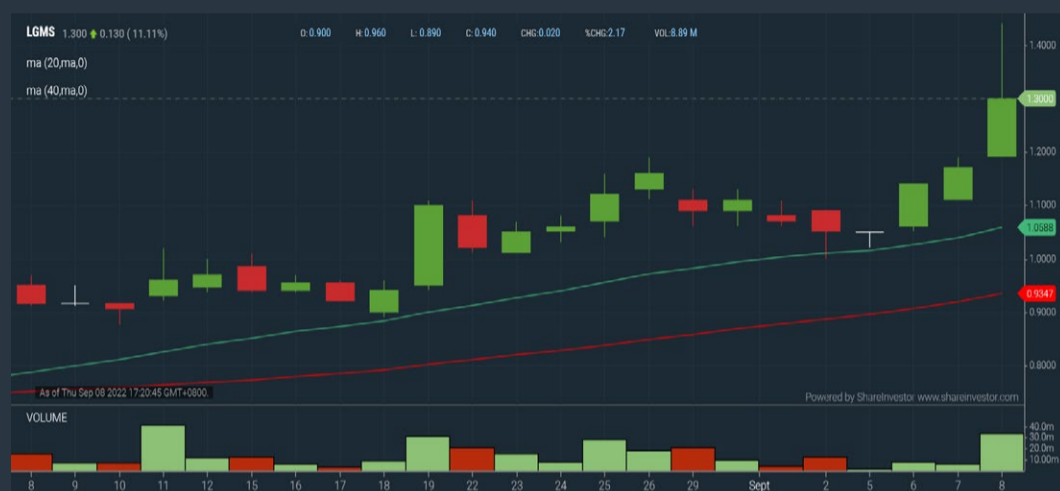 LGMS 1.300 0.130 ( 11.11%) O:0.900 H:0.960 L: 0.890 C: 0.940 CHG:0.020 %CHG:2.17 VOL:8.89 M
ma (20,ma,0)
ma (40,ma,0)
1.4000
1.3000
1.2000
1.1000
1.0588
1.0000
0.9347
0.9000
0.8000
As of Thu Sep 08 2022 17:20:45 GMT+0800.
Powered by ShareInvestor www.shareinvestor.com
VOLUME
40.0m
30.0m
20.0m
10.00m
8 9 10 11 12 15 16 17 18 19 22 23 24 25 26 29 Sept 2 5 6 7 8